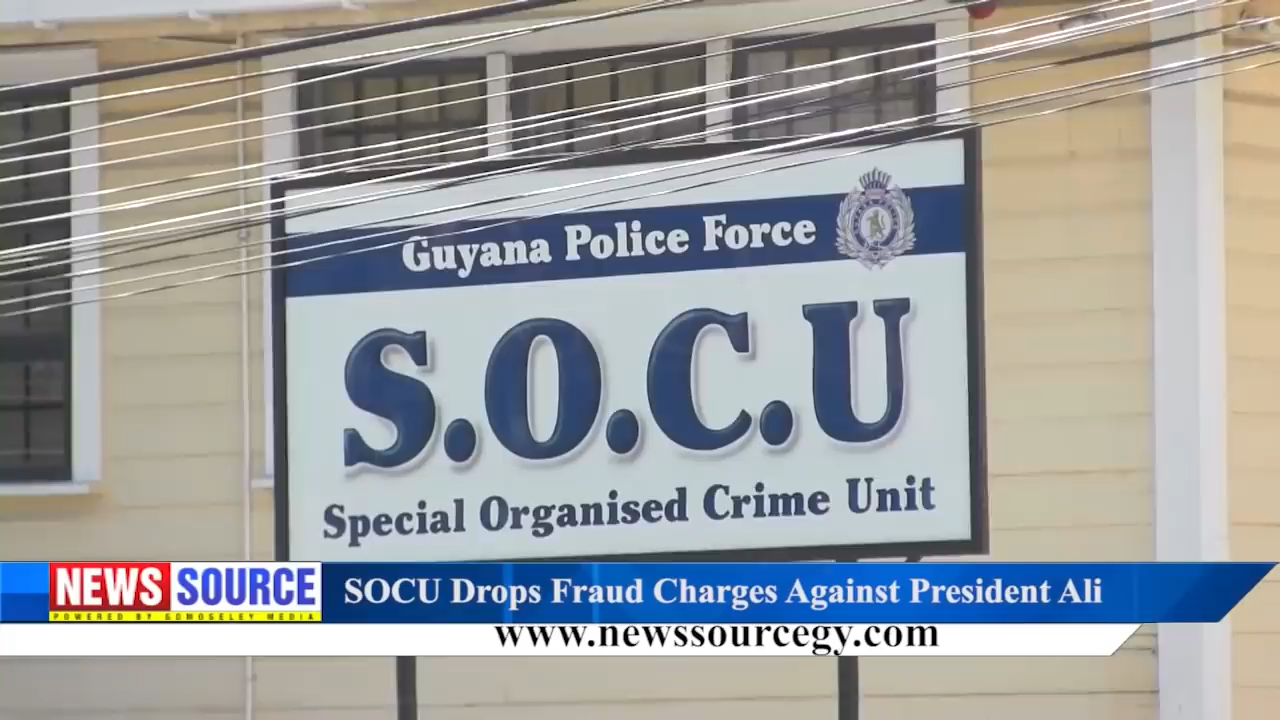 Guyana Police Force
S.O.C.U
Special Organised Crime Unit
NEWS SOURCE
POWERED BY GDMOSELEY MEDIA
SOCU Drops Fraud Charges Against President Ali
www.newssourcegy.com